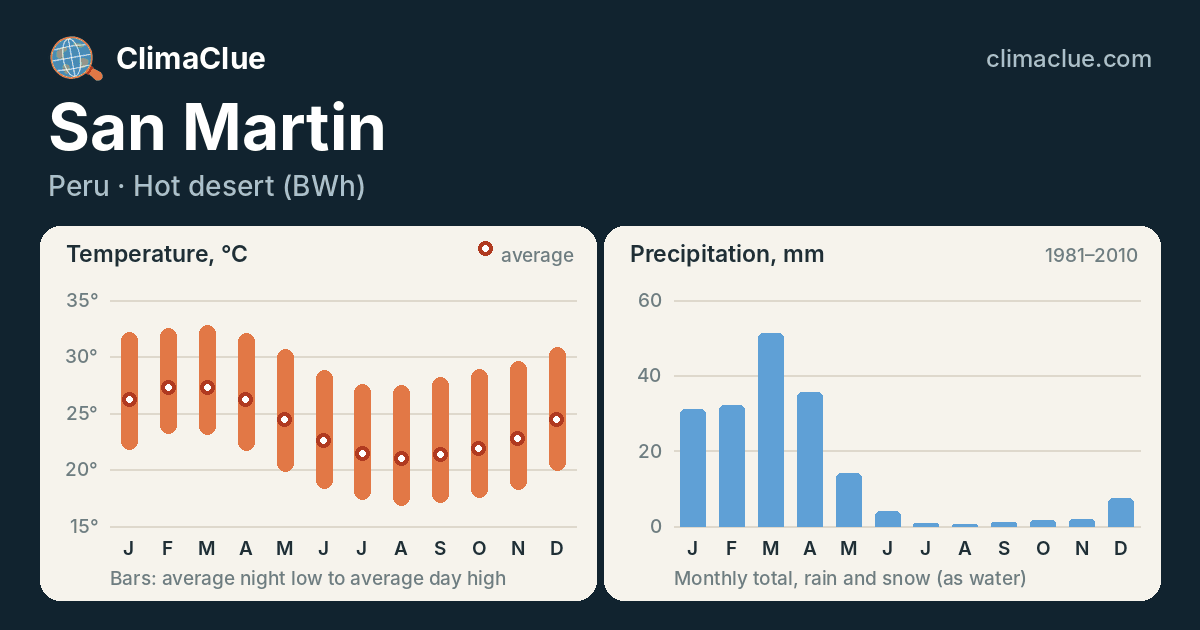 ClimaClue
climaclue.com
San Martin
Peru · Hot desert (BWh)
Temperature, °C
average
35°
30°
25°
20°
15°
J F M A M J J A S O N D
Bars: average night low to average day high
Precipitation, mm
1981–2010
60
40
20
0
J F M A M J J A S O N D
Monthly total, rain and snow (as water)